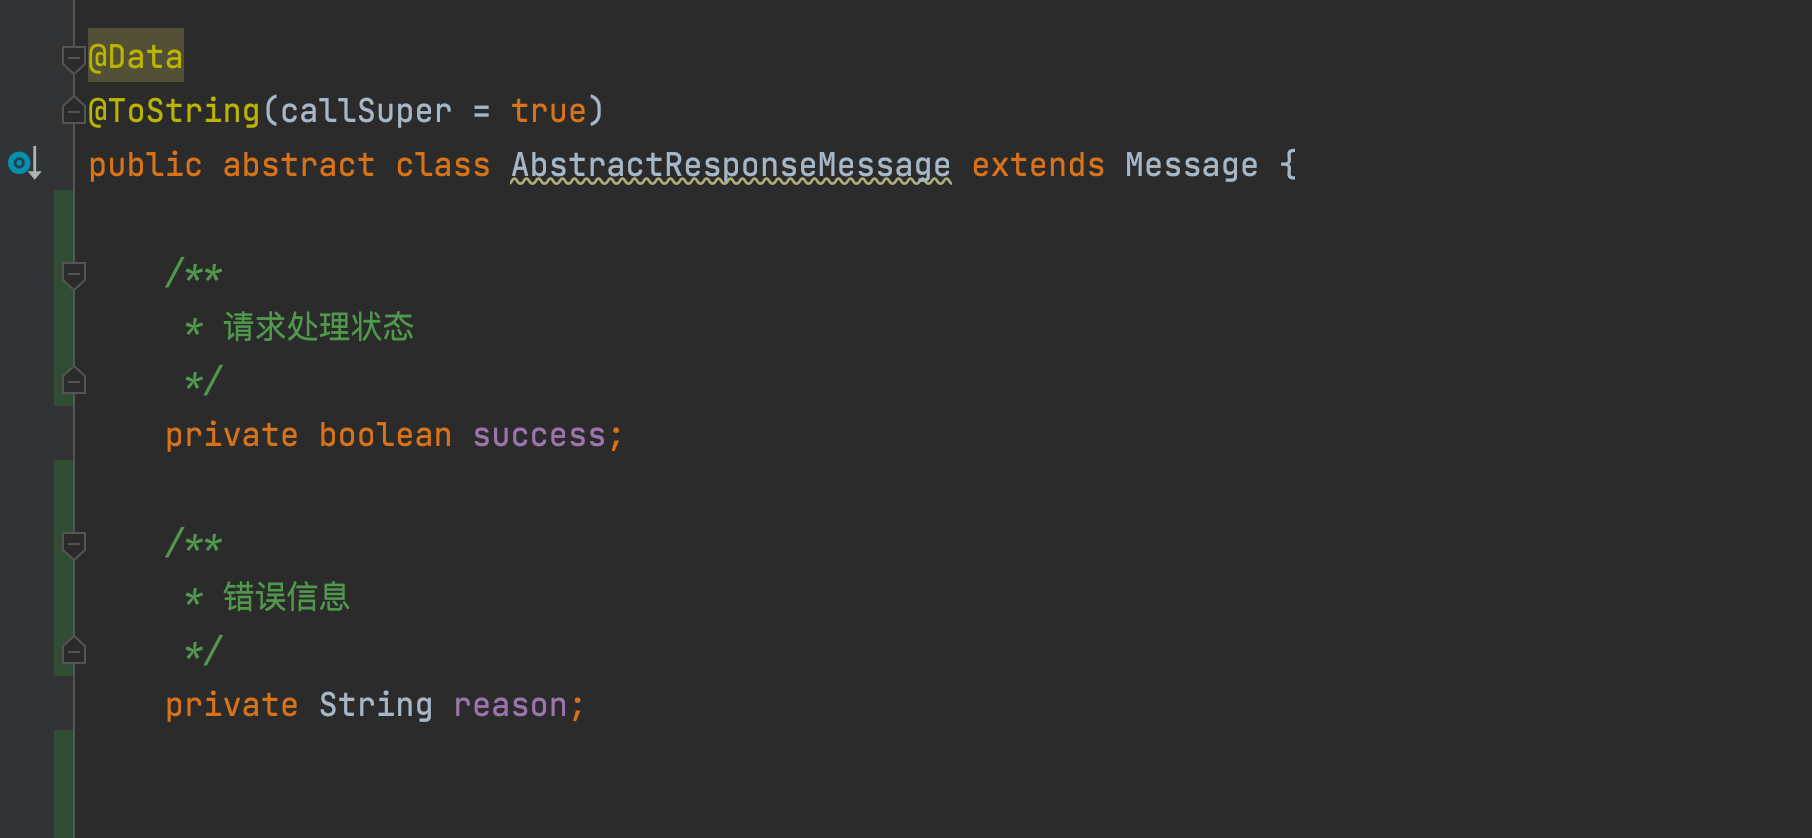 @Data
@ToString(callSuper = true)
public abstract class AbstractResponseMessage extends Message {
/**
* 请求处理状态
*/
private boolean success;
/**
* 错误信息
*/
private String reason;